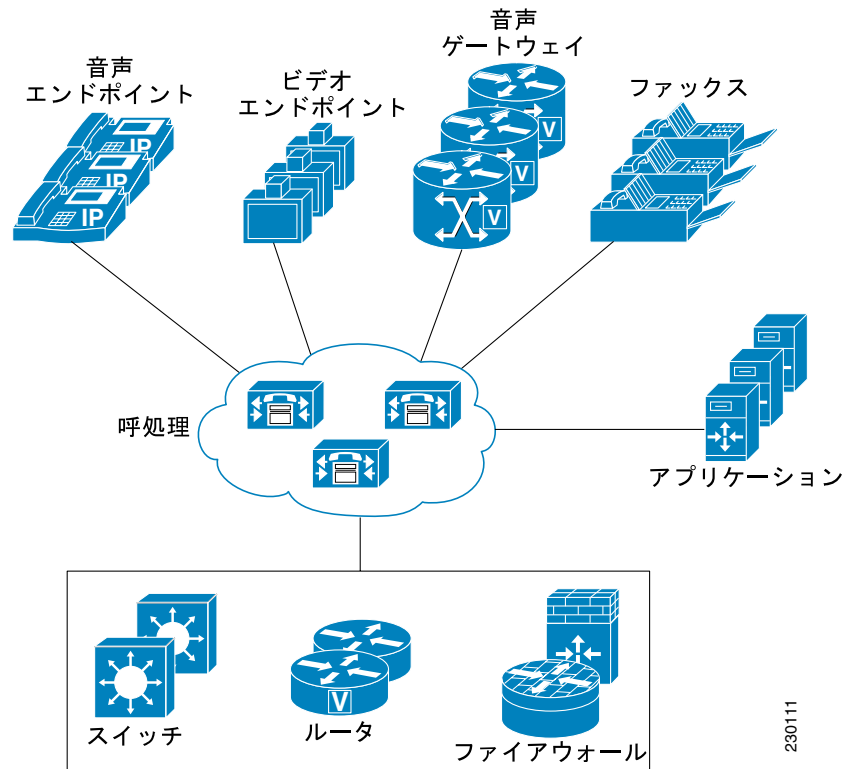 音声
エンドポイント
ビデオ
エンドポイント
音声
ゲートウェイ
ファックス
IP
IP
IP
V
V
V
呼処理
アプリケーション
V
スイッチ
ルータ
ファイアウォール
230111